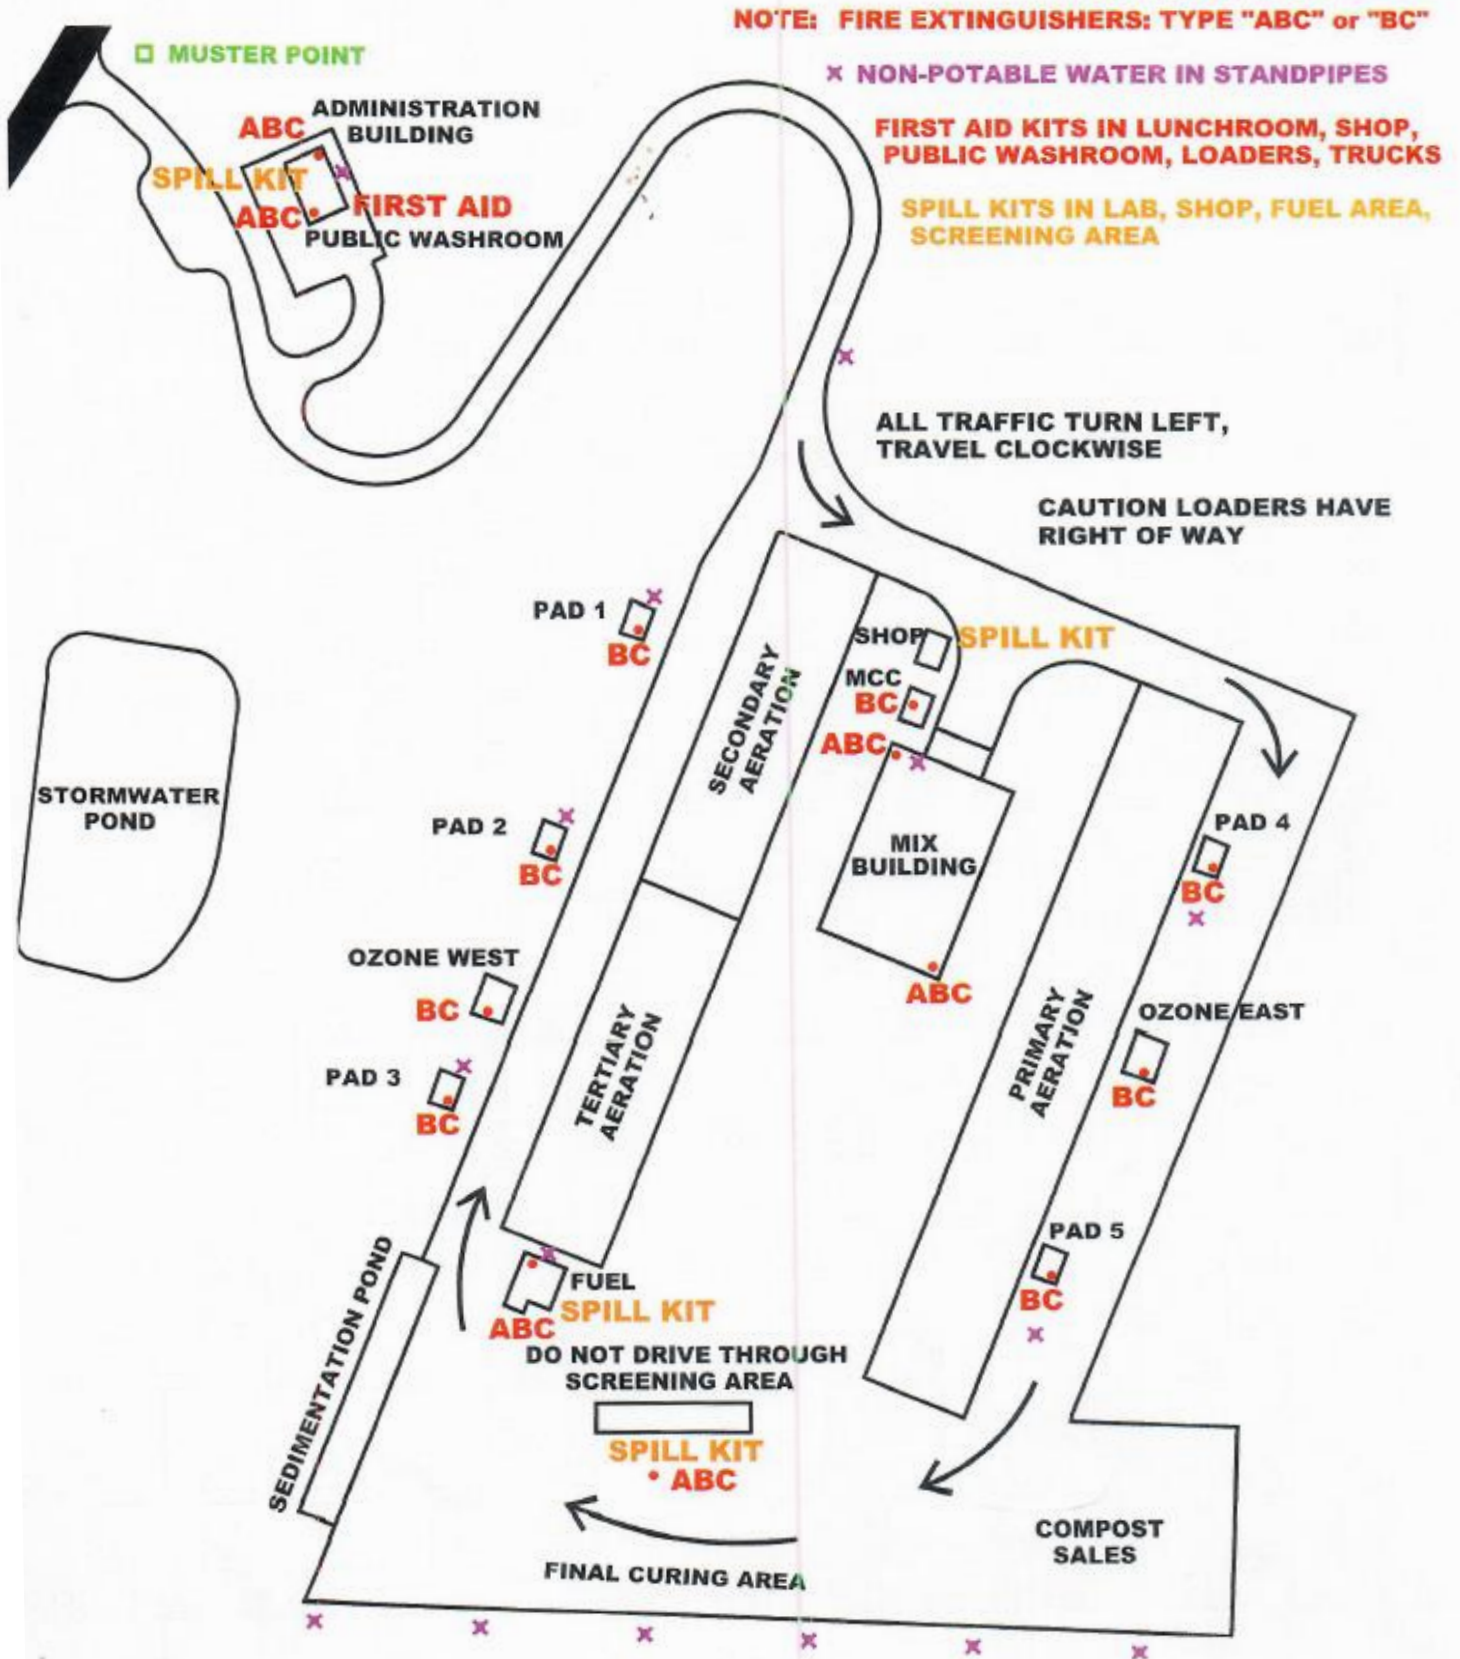 NOTE: FIRE EXTINGUISHERS: TYPE "ABC" or "BC"
MUSTER POINT
NON-POTABLE WATER IN STANDPIPES
ADMINISTRATION
BUILDING
ABC
FIRST AID KITS IN LUNCHROOM, SHOP,
PUBLIC WASHROOM, LOADERS, TRUCKS
SPILL KIT
FIRST AID
ABC
PUBLIC WASHROOM
SPILL KITS IN LAB, SHOP, FUEL AREA,
SCREENING AREA
ALL TRAFFIC TURN LEFT,
TRAVEL CLOCKWISE
CAUTION LOADERS HAVE
RIGHT OF WAY
PAD 1
BC
SHOP
SPILL KIT
MCC
BC
ABC
SECONDARY
AERATION
STORMWATER
POND
PAD 2
BC
MIX
BUILDING
PAD 4
BC
OZONE WEST
BC
ABC
OZONE EAST
BC
PAD 3
BC
TERTIARY
AERATION
PRIMARY
AERATION
PAD 5
BC
SEDIMENTATION POND
FUEL
SPILL KIT
ABC
DO NOT DRIVE THROUGH
SCREENING AREA
SPILL KIT
ABC
COMPOST
SALES
FINAL CURING AREA